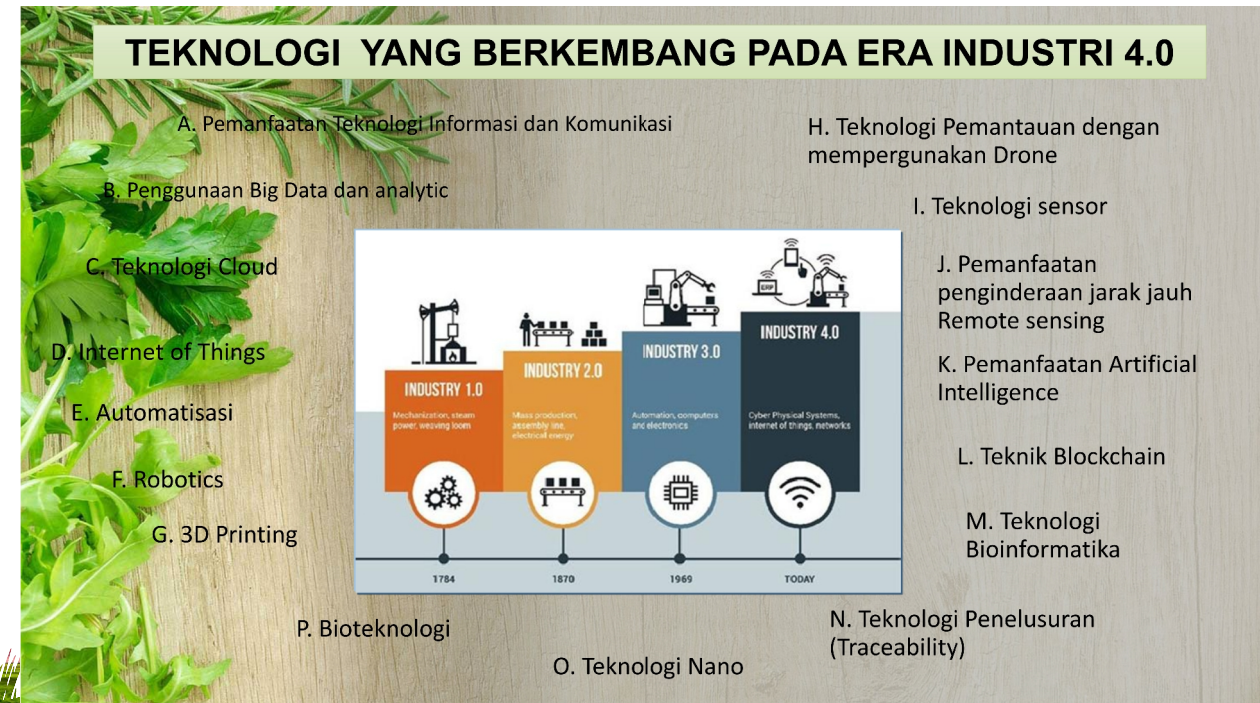 TEKNOLOGI YANG BERKEMBANG PADA ERA INDUSTRI 4.0
A. Pemanfaatan Teknologi Informasi dan Komunikasi
B. Penggunaan Big Data dan analytic
C. Teknologi Cloud
D. Internet of Things
E. Automatisasi
F. Robotics
G. 3D Printing
H. Teknologi Pemantauan dengan
mempergunakan Drone
I. Teknologi sensor
J. Pemanfaatan
penginderaan jarak jauh
Remote sensing
K. Pemanfaatan Artificial
Intelligence
L. Teknik Blockchain
M. Teknologi
Bioinformatika
N. Teknologi Penelusuran
(Traceability)
O. Teknologi Nano
P. Bioteknologi
INDUSTRY 1.0
Mechanization, steam
power, weaving loom
1784
INDUSTRY 2.0
Mass production,
assembly line,
electrical energy
1870
INDUSTRY 3.0
Automation, computers
and electronics
1969
ERP
INDUSTRY 4.0
Cyber Physical Systems,
internet of things, networks
TODAY